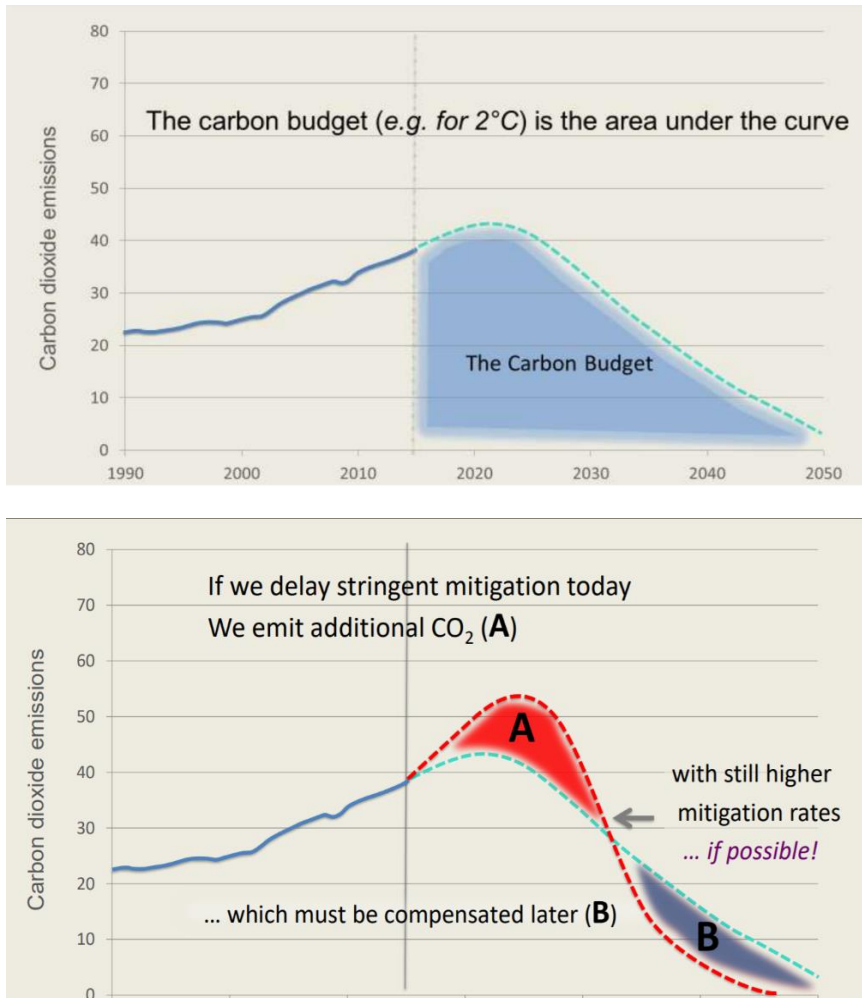 80
70
The carbon budget (e.g. for 2°C) is the area under the curve
60
50
40
30
20
10
0
Carbon dioxide emissions
The Carbon Budget
1990 2000 2010 2020 2030 2040 2050
80
If we delay stringent mitigation today
70
We emit additional CO₂ (A)
60
50
40
30
20
10
0
Carbon dioxide emissions
A
with still higher
mitigation rates
... if possible!
... which must be compensated later (B)
B